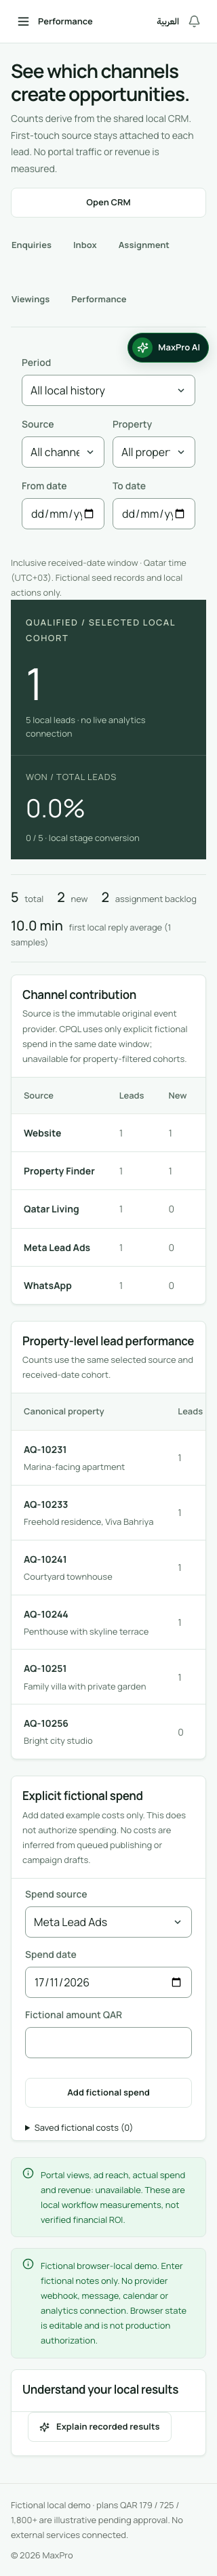 Performance
العربية
See which channels
create opportunities.
Counts derive from the shared local CRM.
First-touch source stays attached to each
lead. No portal traffic or revenue is
measured.
Open CRM
Enquiries Inbox Assignment
Viewings Performance
MaxPro AI
Period
All local history
Source Property
All channe All proper
From date To date
dd/mm/yy dd/mm/yy
Inclusive received-date window · Qatar time
(UTC+03). Fictional seed records and local
actions only.
QUALIFIED / SELECTED LOCAL
COHORT
1
5 local leads · no live analytics
connection
WON / TOTAL LEADS
0.0%
0 / 5 · local stage conversion
5 total 2 new 2 assignment backlog
10.0 min first local reply average (1
samples)
Channel contribution
Source is the immutable original event
provider. CPQL uses only explicit fictional
spend in the same date window;
unavailable for property-filtered cohorts.
Source Leads New
Website 1 1
Property Finder 1 1
Qatar Living 1 0
Meta Lead Ads 1 0
WhatsApp 1 0
Property-level lead performance
Counts use the same selected source and
received-date cohort.
Canonical property Leads
AQ-10231
Marina-facing apartment 1
AQ-10233
Freehold residence, Viva Bahriya 1
AQ-10241
Courtyard townhouse 1
AQ-10244
Penthouse with skyline terrace 1
AQ-10251
Family villa with private garden 1
AQ-10256
Bright city studio 0
Explicit fictional spend
Add dated example costs only. This does
not authorize spending. No costs are
inferred from queued publishing or
campaign drafts.
Spend source
Meta Lead Ads
Spend date
17/11/2026
Fictional amount QAR
Add fictional spend
Saved fictional costs (0)
Portal views, ad reach, actual spend
and revenue: unavailable. These are
local workflow measurements, not
verified financial ROI.
Fictional browser-local demo. Enter
fictional notes only. No provider
webhook, message, calendar or
analytics connection. Browser state
is editable and is not production
authorization.
Understand your local results
Explain recorded results
Fictional local demo · plans QAR 179 / 725 /
1,800+ are illustrative pending approval. No
external services connected.
© 2026 MaxPro